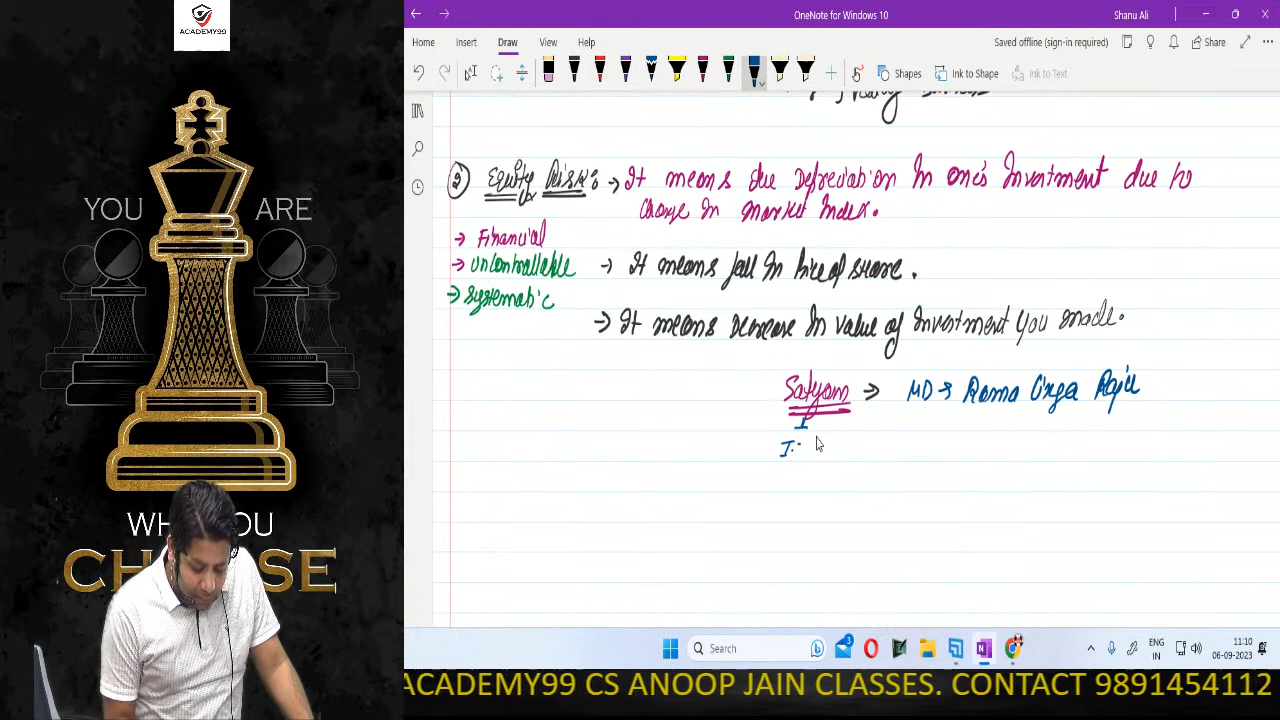 ACADEMY99
YOU ARE
WH YOU
CH SE
OneNote for Windows 10
Shanu Ali
Home Insert Draw View Help
Saved offline (sign-in required)
Share
Shapes Ink to Shape Ink to Text
② Equity Risk: → It means due Depreciation In one's Investment due to
Change In Market Index.
→ Financial
→ Uncontrollable → It means fall In Price of share.
→ Systematic
→ It means Decrease In value of Investment You made.
Satyam ⇒ MD → Rama Raju
I
I.
Search
3
ENG
IN
11:10
06-09-2023
ACADEMY99 CS ANOOP JAIN CLASSES. CONTACT 9891454112